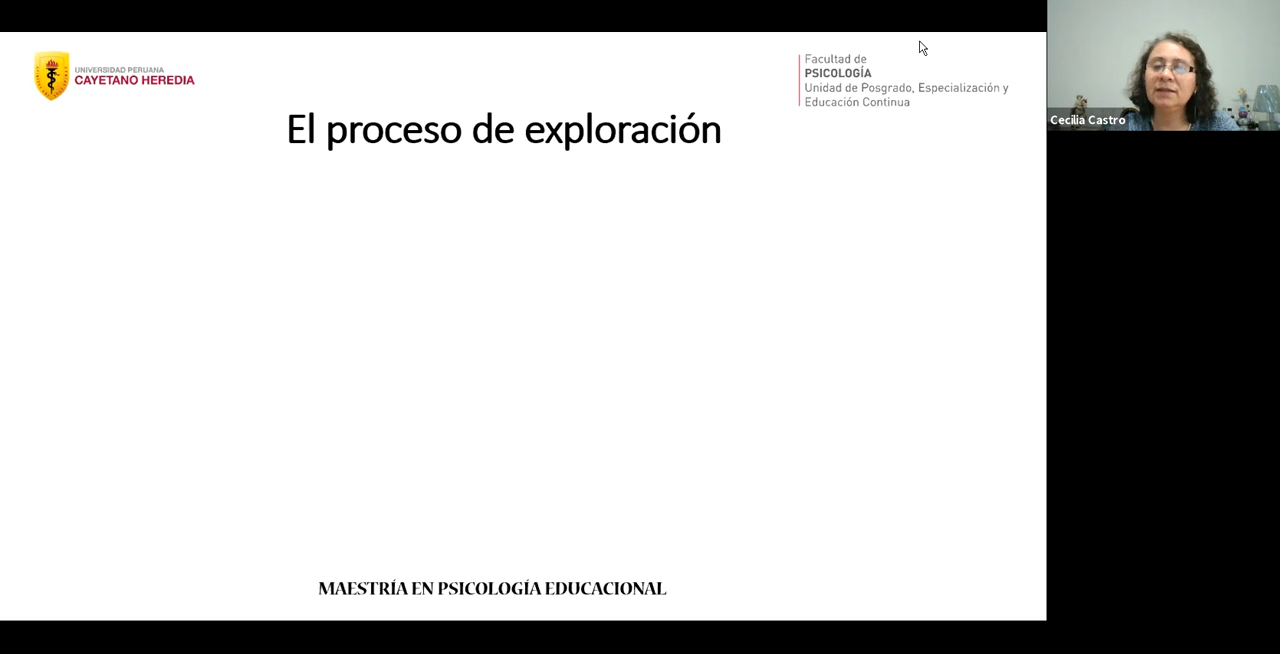 UNIVERSIDAD PERUANA
CAYETANO HEREDIA
Facultad de
PSICOLOGÍA
Unidad de Posgrado, Especialización y
Educación Continua
El proceso de exploración
Cecilia Castro
MAESTRÍA EN PSICOLOGÍA EDUCACIONAL